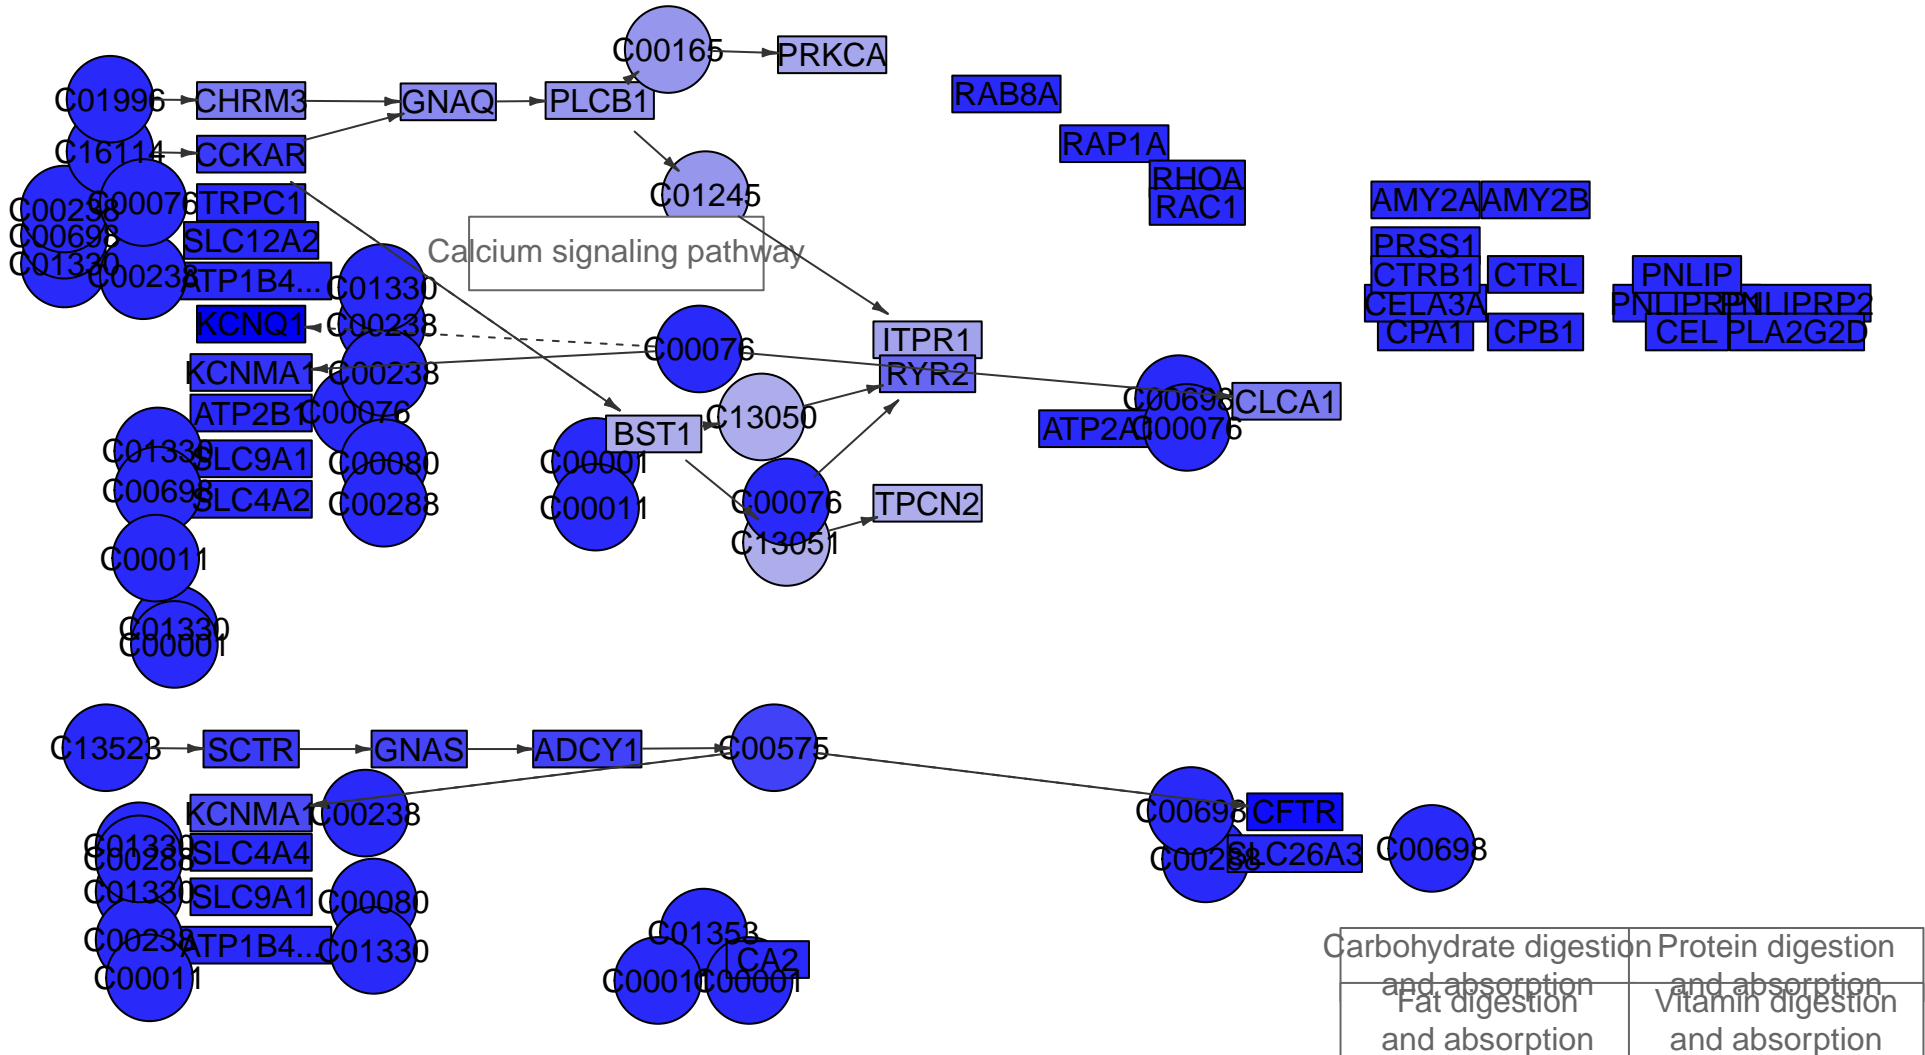 C00165
PRKCA
C01996
CHRM3
GNAQ
PLCB1
RAB8A
C16114
CCKAR
RAP1A
C00238
C00076
TRPC1
C01245
RHOA
RAC1
AMY2A
AMY2B
C00698
SLC12A2
Calcium signaling pathway
PRSS1
C01330
C00238
ATP1B4...
C01330
CTRB1
CTRL
PNLIP
CELA3A
PNLIPRP1
PNLIPRP2
KCNQ1
C00238
C00076
ITPR1
CPA1
CPB1
CEL
PLA2G2D
KCNMA1
C00238
RYR2
C00698
CLCA1
ATP2B1
C00076
C13050
BST1
ATP2A
C00076
C01330
SLC9A1
C00080
C00001
C00698
SLC4A2
C00288
C00011
C00076
TPCN2
C13051
C00011
C01330
C00001
C13523
SCTR
GNAS
ADCY1
C00575
KCNMA1
C00238
C00698
CFTR
C01330
C00288
SLC4A4
C00288
SLC26A3
C00698
C01330
SLC9A1
C00080
C00238
ATP1B4...
C01330
C01353
CA2
C00011
C00011
C00001
Carbohydrate digestion
and absorption
Protein digestion
and absorption
Fat digestion
and absorption
Vitamin digestion
and absorption